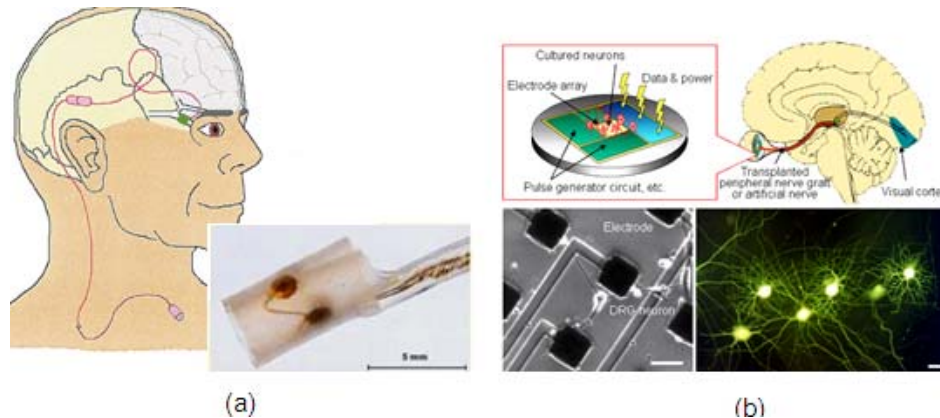 5 mm
(a)
Cultured neurons
Electrode array
Data & power
Pulse generator circuit, etc.
Transplanted
peripheral nerve graft
or artificial nerve
Visual corte
Electrode
DRG neuron
(b)